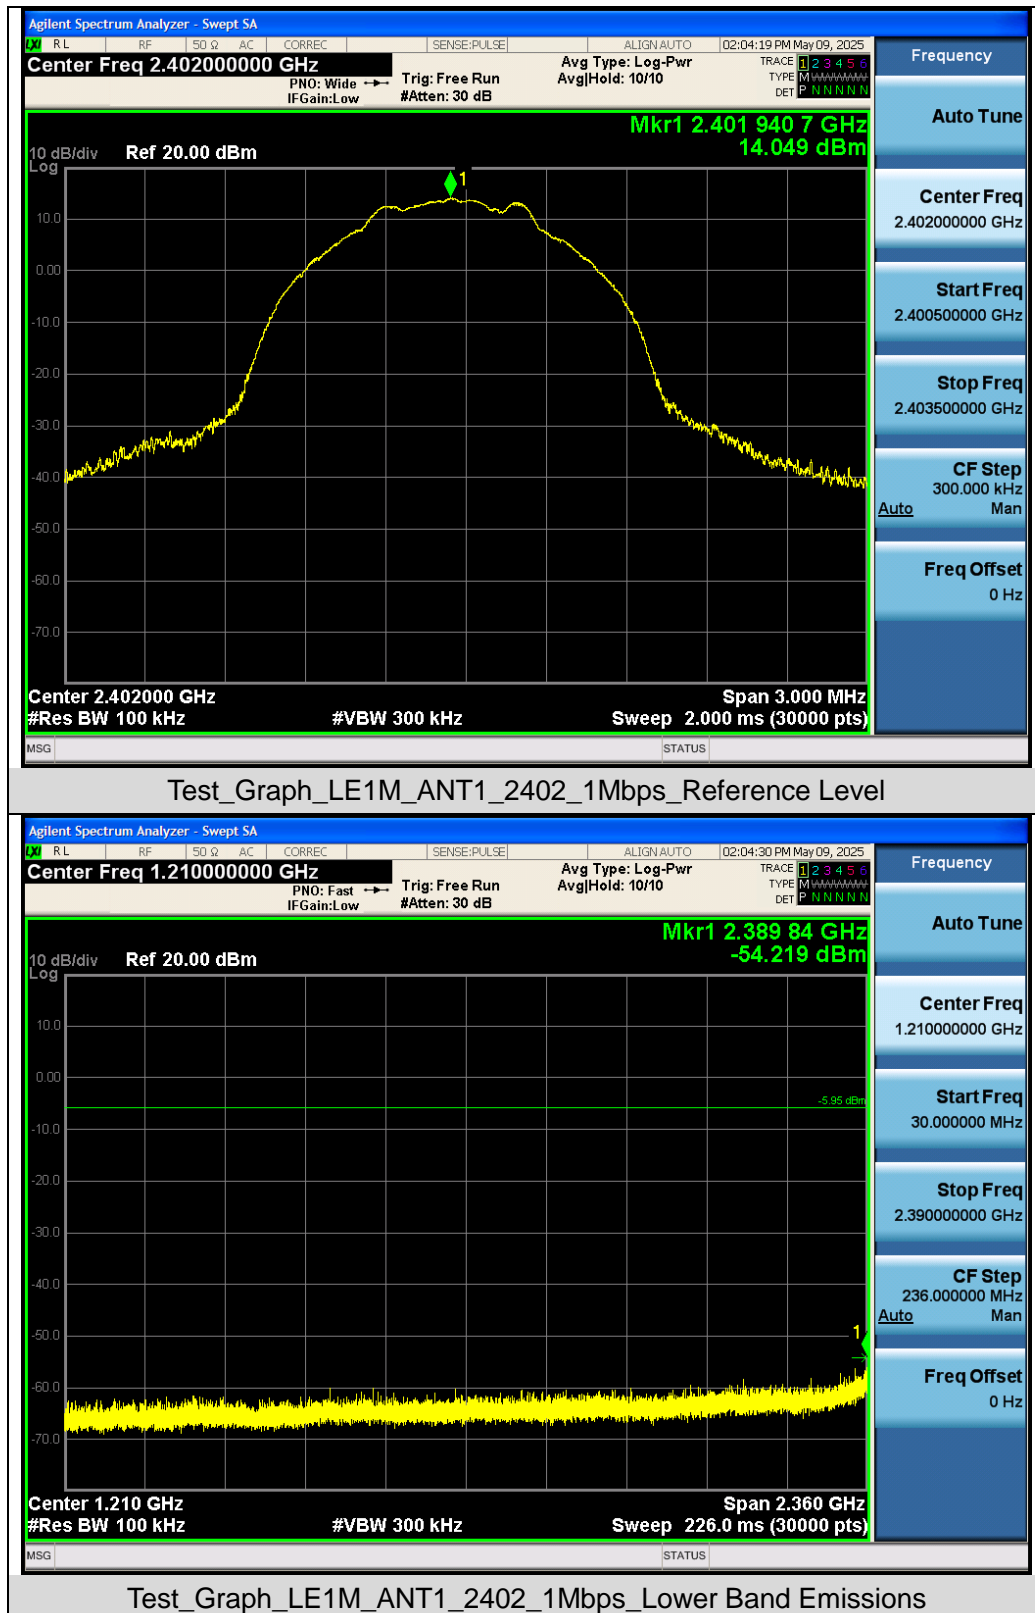 Agilent Spectrum Analyzer - Swept SA
LXI RL RF 50 Ω AC CORREC SENSE:PULSE ALIGN AUTO 02:04:19 PM May 09, 2025
Center Freq 2.402000000 GHz
PNO: Wide
IFGain:Low
Trig: Free Run
#Atten: 30 dB
Avg Type: Log-Pwr
Avg|Hold: 10/10
TRACE 1 2 3 4 5 6
TYPE M WWWWW
DET P N N N N N
Mkr1 2.401 940 7 GHz
14.049 dBm
10 dB/div Ref 20.00 dBm
Log
1
10.0
0.00
-10.0
-20.0
-30.0
-40.0
-50.0
-60.0
-70.0
Center 2.402000 GHz Span 3.000 MHz
#Res BW 100 kHz #VBW 300 kHz Sweep 2.000 ms (30000 pts)
MSG STATUS
Frequency
Auto Tune
Center Freq
2.402000000 GHz
Start Freq
2.400500000 GHz
Stop Freq
2.403500000 GHz
CF Step
300.000 kHz
Auto Man
Freq Offset
0 Hz
Test_Graph_LE1M_ANT1_2402_1Mbps_Reference Level
Agilent Spectrum Analyzer - Swept SA
LXI RL RF 50 Ω AC CORREC SENSE:PULSE ALIGN AUTO 02:04:30 PM May 09, 2025
Center Freq 1.210000000 GHz
PNO: Fast
IFGain:Low
Trig: Free Run
#Atten: 30 dB
Avg Type: Log-Pwr
Avg|Hold: 10/10
TRACE 1 2 3 4 5 6
TYPE M WWWWW
DET P N N N N N
Mkr1 2.389 84 GHz
-54.219 dBm
10 dB/div Ref 20.00 dBm
Log
10.0
0.00
-5.95 dBm
-10.0
-20.0
-30.0
-40.0
-50.0
1
-60.0
-70.0
Center 1.210 GHz Span 2.360 GHz
#Res BW 100 kHz #VBW 300 kHz Sweep 226.0 ms (30000 pts)
MSG STATUS
Frequency
Auto Tune
Center Freq
1.210000000 GHz
Start Freq
30.000000 MHz
Stop Freq
2.390000000 GHz
CF Step
236.000000 MHz
Auto Man
Freq Offset
0 Hz
Test_Graph_LE1M_ANT1_2402_1Mbps_Lower Band Emissions